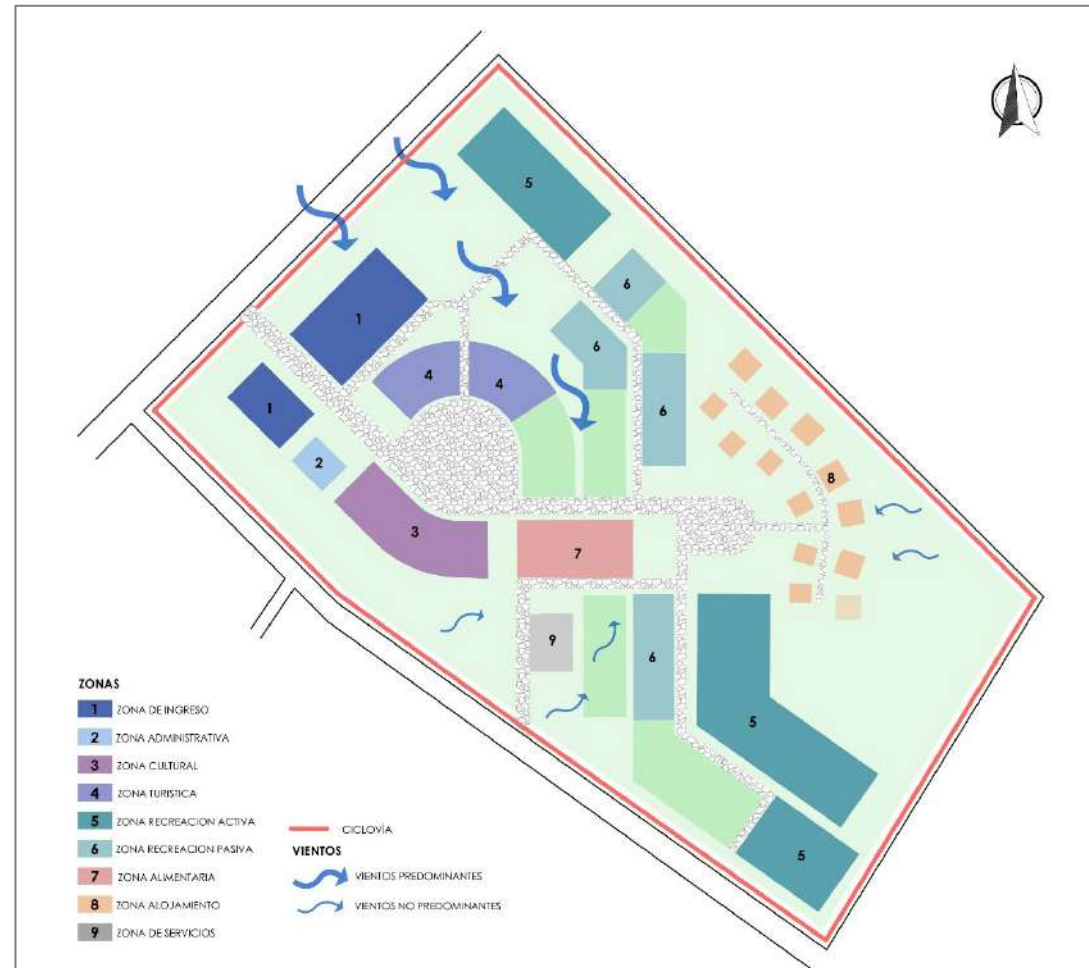 5
6
1
6
4
4
6
1
8
2
3
7
9
6
5
5
ZONAS
1 ZONA DE INGRESO
2 ZONA ADMINISTRATIVA
3 ZONA CULTURAL
4 ZONA TURISTICA
5 ZONA RECREACION ACTIVA
6 ZONA RECREACION PASIVA
7 ZONA ALIMENTARIA
8 ZONA ALOJAMIENTO
9 ZONA DE SERVICIOS
CICLOVÍA
VIENTOS
VIENTOS PREDOMINANTES
VIENTOS NO PREDOMINANTES